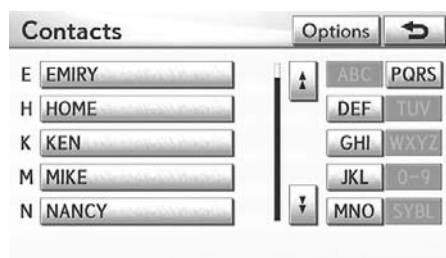 Contacts Options
E EMIRY ABC PQRS
H HOME DEF TUV
K KEN GHI WXYZ
M MIKE JKL 0-9
N NANCY MNO SYBL